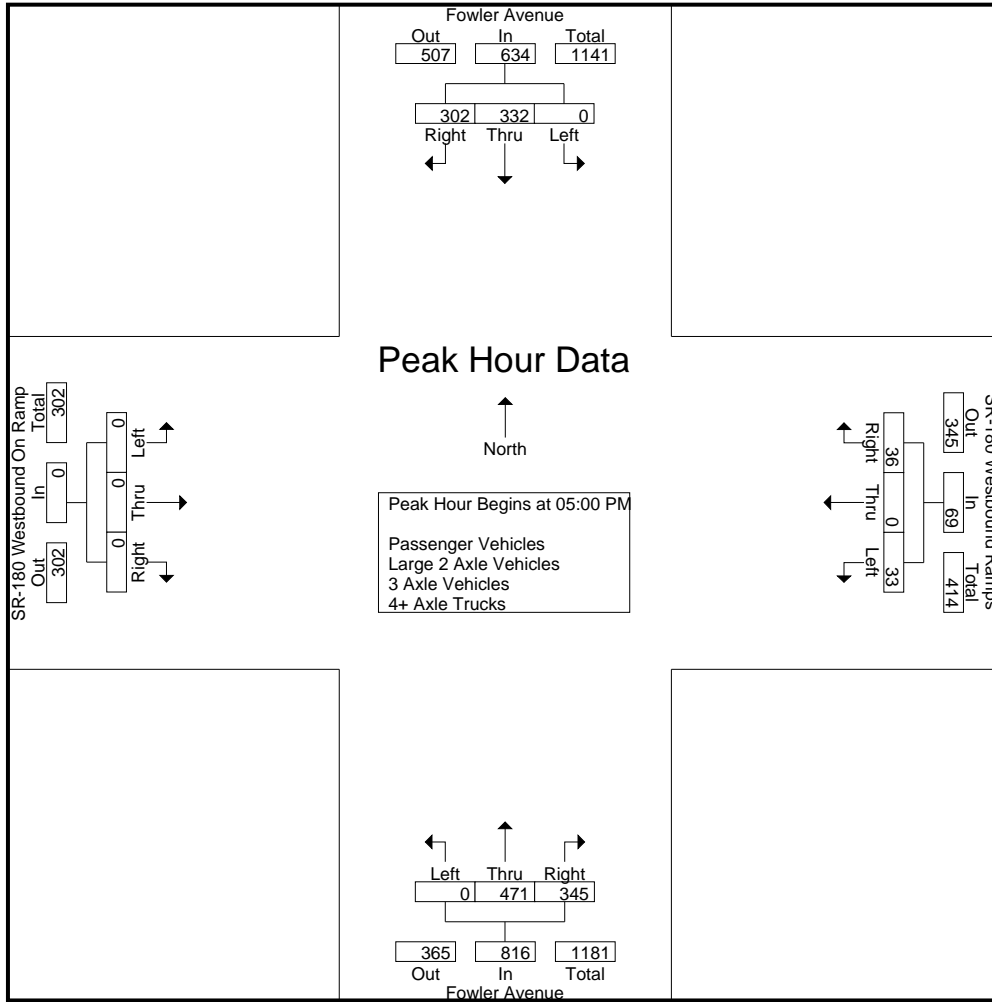 Fowler Avenue
Out In Total
507 634 1141
302 332 0
Right Thru Left
Peak Hour Data
North
Peak Hour Begins at 05:00 PM
Passenger Vehicles
Large 2 Axle Vehicles
3 Axle Vehicles
4+ Axle Trucks
SR-180 Westbound On Ramp
Out In Total
302 0 302
0 0 0
Right Thru Left
SR-180 Westbound Ramps
Out In Total
345 69 414
36 0 33
Right Thru Left
Left Thru Right
0 471 345
365 816 1181
Out In Total
Fowler Avenue